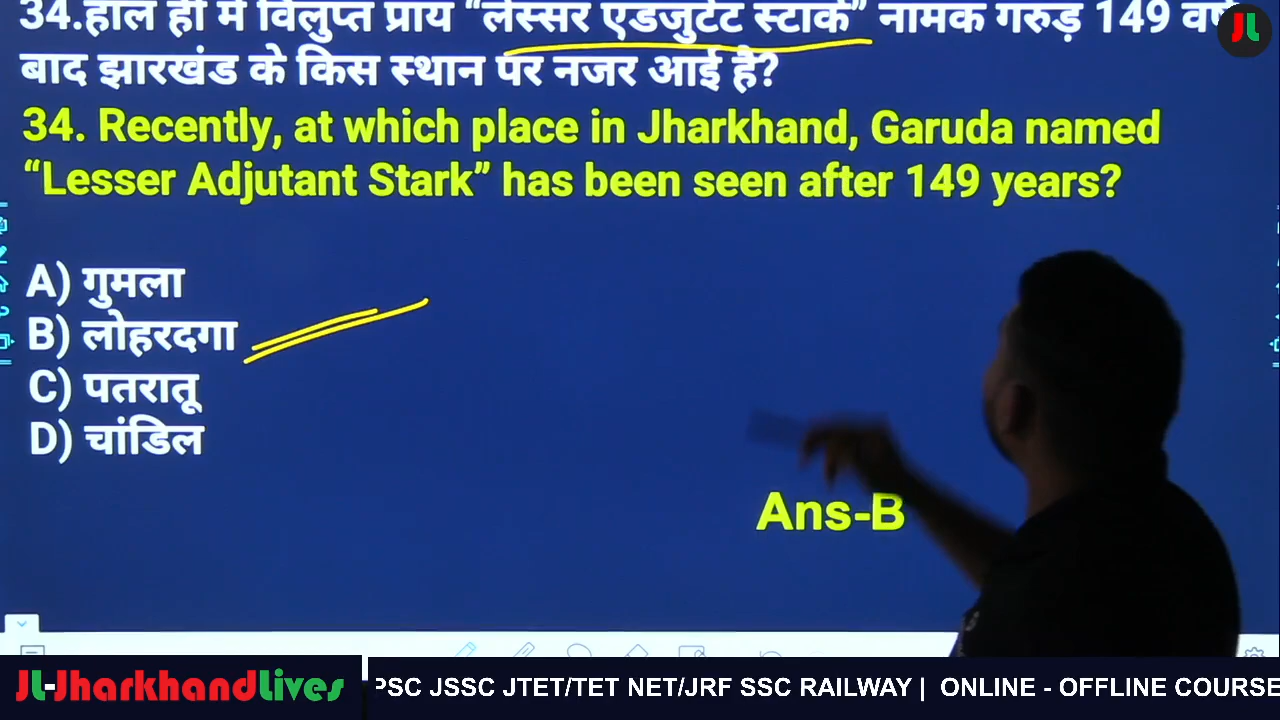 34.हाल ही में विलुप्त प्राय “लेस्सर एडजुटेंट स्टार्क” नामक गरुड़ 149 वर्ष
बाद झारखंड के किस स्थान पर नजर आई है?
34. Recently, at which place in Jharkhand, Garuda named
“Lesser Adjutant Stark” has been seen after 149 years?
A) गुमला
B) लोहरदगा
C) पतरातू
D) चांडिल
Ans-B
JL
JL-JharkhandLives
PSC JSSC JTET/TET NET/JRF SSC RAILWAY | ONLINE - OFFLINE COURSE